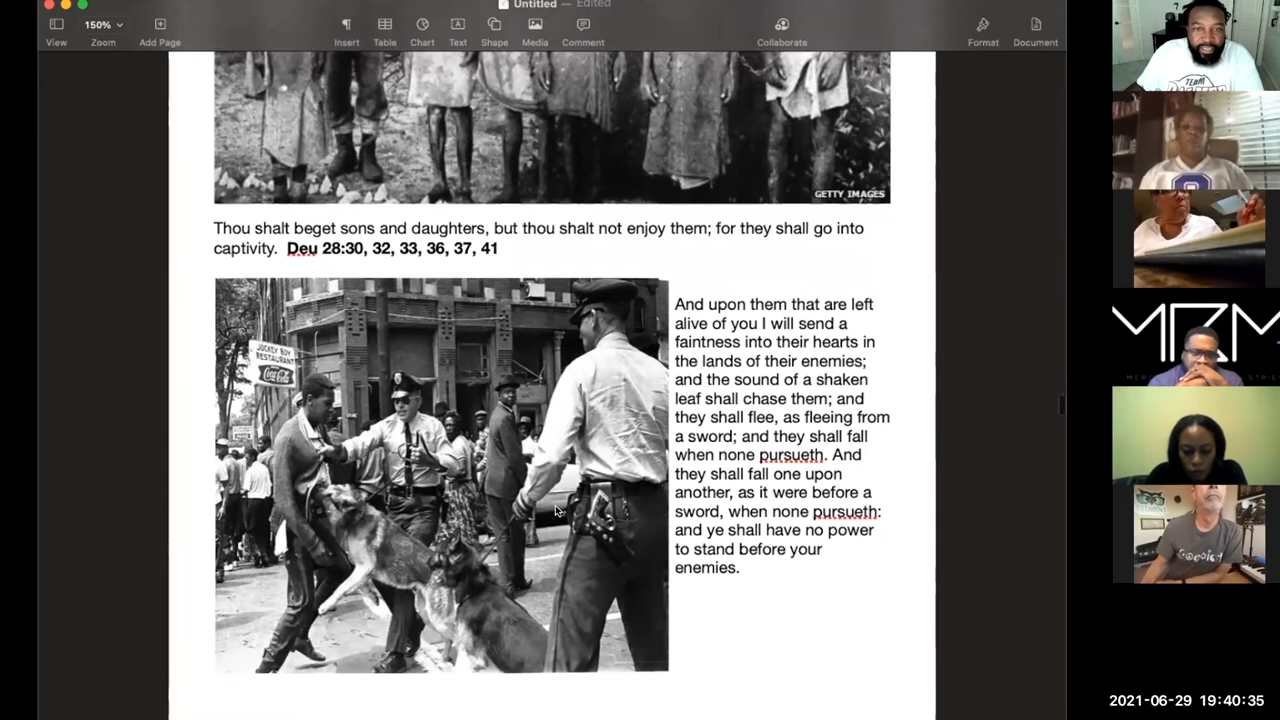 Untitled — Edited
150%
View
Zoom
Add Page
Insert
Table
Chart
Text
Shape
Media
Comment
Collaborate
Format
Document
GETTY IMAGES
Thou shalt beget sons and daughters, but thou shalt not enjoy them; for they shall go into
captivity. Deu 28:30, 32, 33, 36, 37, 41
JOCKEY BOY
RESTAURANT
Coca-Cola
And upon them that are left
alive of you I will send a
faintness into their hearts in
the lands of their enemies;
and the sound of a shaken
leaf shall chase them; and
they shall flee, as fleeing from
a sword; and they shall fall
when none pursueth. And
they shall fall one upon
another, as it were before a
sword, when none pursueth:
and ye shall have no power
to stand before your
enemies.
TEAM
MRM
2021-06-29 19:40:35